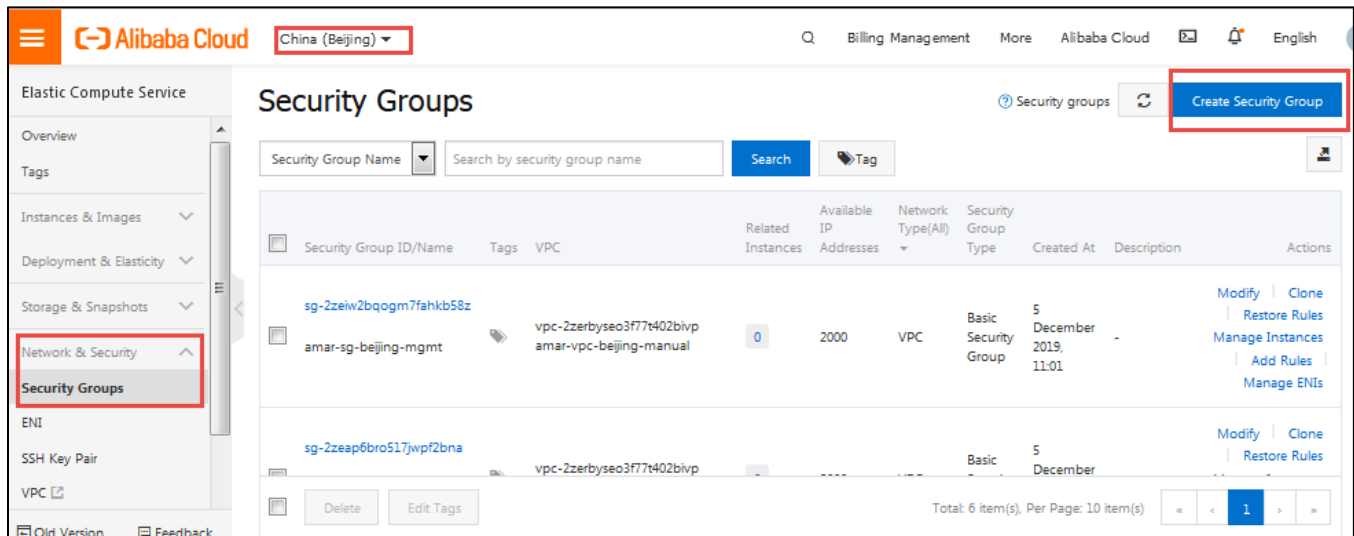 Alibaba Cloud
China (Beijing)
Billing Management
More
Alibaba Cloud
English
Elastic Compute Service
Overview
Tags
Instances & Images
Deployment & Elasticity
Storage & Snapshots
Network & Security
Security Groups
ENI
SSH Key Pair
VPC
Old Version
Feedback
Security Groups
Security groups
Create Security Group
Security Group Name
Search by security group name
Search
Tag
Security Group ID/Name
Tags
VPC
Related
Instances
Available
IP
Addresses
Network
Type(All)
Security
Group
Type
Created At
Description
Actions
sg-2zeiw2bqogm7fahkb58z
amar-sg-beijing-mgmt
vpc-2zerbyseo3f77t402bivp
amar-vpc-beijing-manual
0
2000
VPC
Basic
Security
Group
5
December
2019,
11:01
-
Modify
Clone
Restore Rules
Manage Instances
Add Rules
Manage ENIs
sg-2zeap6bro517jwpf2bna
vpc-2zerbyseo3f77t402bivp
Basic
5
December
Modify
Clone
Restore Rules
Delete
Edit Tags
Total: 6 item(s), Per Page: 10 item(s)
«
‹
1
›
»